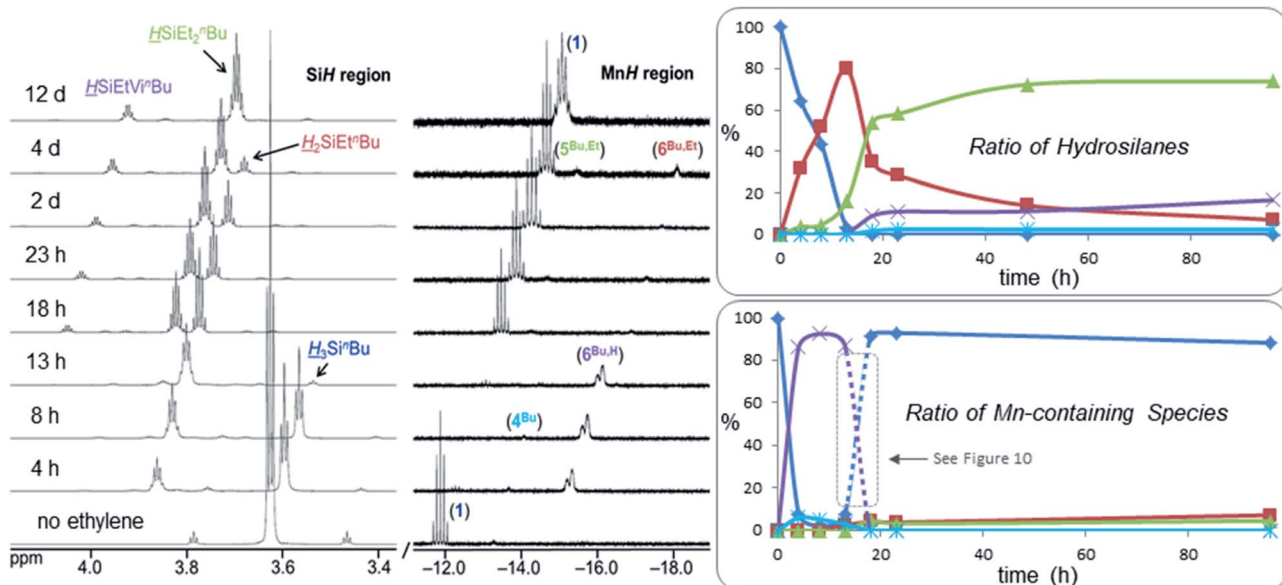 HSiEt2nBu
HSiEtVinBu
SiH region
12 d
4 d
H2SiEtnBu
2 d
23 h
18 h
13 h
H3SinBu
8 h
4 h
no ethylene
ppm
4.0 3.8 3.6 3.4
(1)
MnH region
(5Bu,Et) (6Bu,Et)
(6Bu,H)
(4Bu)
(1)
−12.0 −14.0 −16.0 −18.0
100
80
60
%
40
20
0
0 20 40 60 80
time (h)
Ratio of Hydrosilanes
100
80
60
%
40
20
0
0 20 40 60 80
time (h)
Ratio of Mn-containing Species
See Figure 10